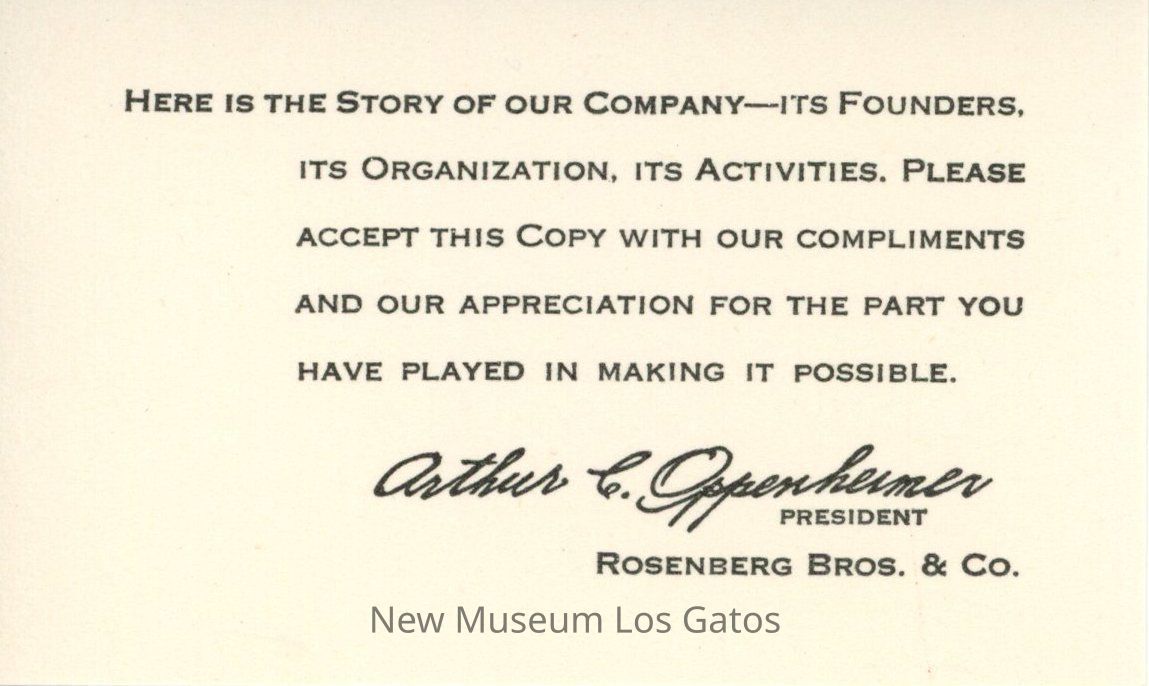 Here is the Story of our Company—its Founders,
its Organization, its Activities. Please
accept this Copy with our compliments
and our appreciation for the part you
have played in making it possible.
Arthur C. Oppenheimer
PRESIDENT
Rosenberg Bros. & Co.
New Museum Los Gatos